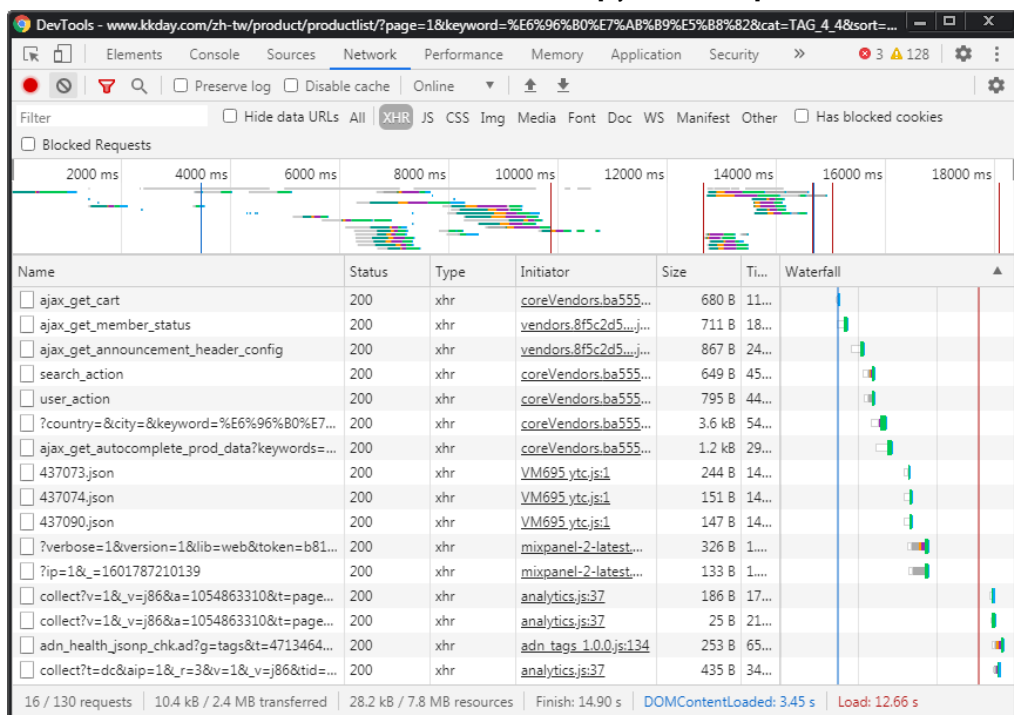 DevTools - www.kkday.com/zh-tw/product/productlist/?page=1&keyword=%E6%96%B0%E7%AB%B9%E5%B8%82&cat=TAG_4_4&sort=...
Elements Console Sources Network Performance Memory Application Security » 3 128
Preserve log Disable cache Online
Filter Hide data URLs All XHR JS CSS Img Media Font Doc WS Manifest Other Has blocked cookies
Blocked Requests
2000 ms 4000 ms 6000 ms 8000 ms 10000 ms 12000 ms 14000 ms 16000 ms 18000 ms
Name Status Type Initiator Size Ti... Waterfall
ajax_get_cart 200 xhr coreVendors.ba555... 680 B 11...
ajax_get_member_status 200 xhr vendors.8f5c2d5....j... 711 B 18...
ajax_get_announcement_header_config 200 xhr vendors.8f5c2d5....j... 867 B 24...
search_action 200 xhr coreVendors.ba555... 649 B 45...
user_action 200 xhr coreVendors.ba555... 795 B 44...
?country=&city=&keyword=%E6%96%B0%E7... 200 xhr coreVendors.ba555... 3.6 kB 54...
ajax_get_autocomplete_prod_data?keywords=... 200 xhr coreVendors.ba555... 1.2 kB 29...
437073.json 200 xhr VM695 ytc.js:1 244 B 14...
437074.json 200 xhr VM695 ytc.js:1 151 B 14...
437090.json 200 xhr VM695 ytc.js:1 147 B 14...
?verbose=1&version=1&lib=web&token=b81... 200 xhr mixpanel-2-latest.... 326 B 1....
?ip=1&_=1601787210139 200 xhr mixpanel-2-latest.... 133 B 1....
collect?v=1&_v=j86&a=1054863310&t=page... 200 xhr analytics.js:37 186 B 17...
collect?v=1&_v=j86&a=1054863310&t=page... 200 xhr analytics.js:37 25 B 21...
adn_health_jsonp_chk.ad?g=tags&t=4713464... 200 xhr adn_tags_1.0.0.js:134 253 B 65...
collect?t=dc&aip=1&_r=3&v=1&_v=j86&tid=... 200 xhr analytics.js:37 435 B 34...
16 / 130 requests 10.4 kB / 2.4 MB transferred 28.2 kB / 7.8 MB resources Finish: 14.90 s DOMContentLoaded: 3.45 s Load: 12.66 s